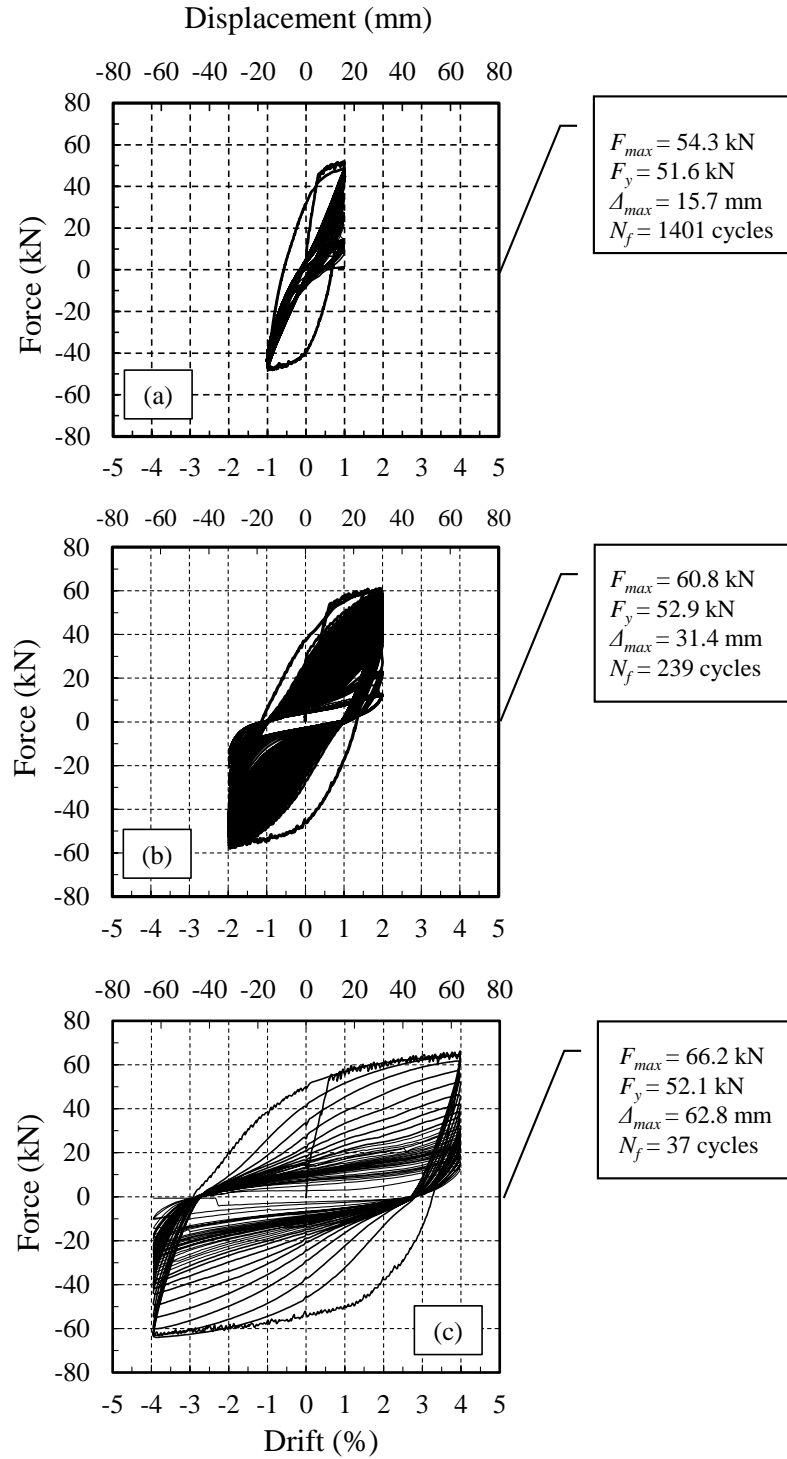 Displacement (mm)
-80 -60 -40 -20 0 20 40 60 80
80
60
40
20
0
-20
-40
-60
-80
Force (kN)
(a)
-5 -4 -3 -2 -1 0 1 2 3 4 5
F_max = 54.3 kN
F_y = 51.6 kN
Δ_max = 15.7 mm
N_f = 1401 cycles
-80 -60 -40 -20 0 20 40 60 80
80
60
40
20
0
-20
-40
-60
-80
Force (kN)
(b)
-5 -4 -3 -2 -1 0 1 2 3 4 5
F_max = 60.8 kN
F_y = 52.9 kN
Δ_max = 31.4 mm
N_f = 239 cycles
-80 -60 -40 -20 0 20 40 60 80
80
60
40
20
0
-20
-40
-60
-80
Force (kN)
(c)
-5 -4 -3 -2 -1 0 1 2 3 4 5
Drift (%)
F_max = 66.2 kN
F_y = 52.1 kN
Δ_max = 62.8 mm
N_f = 37 cycles